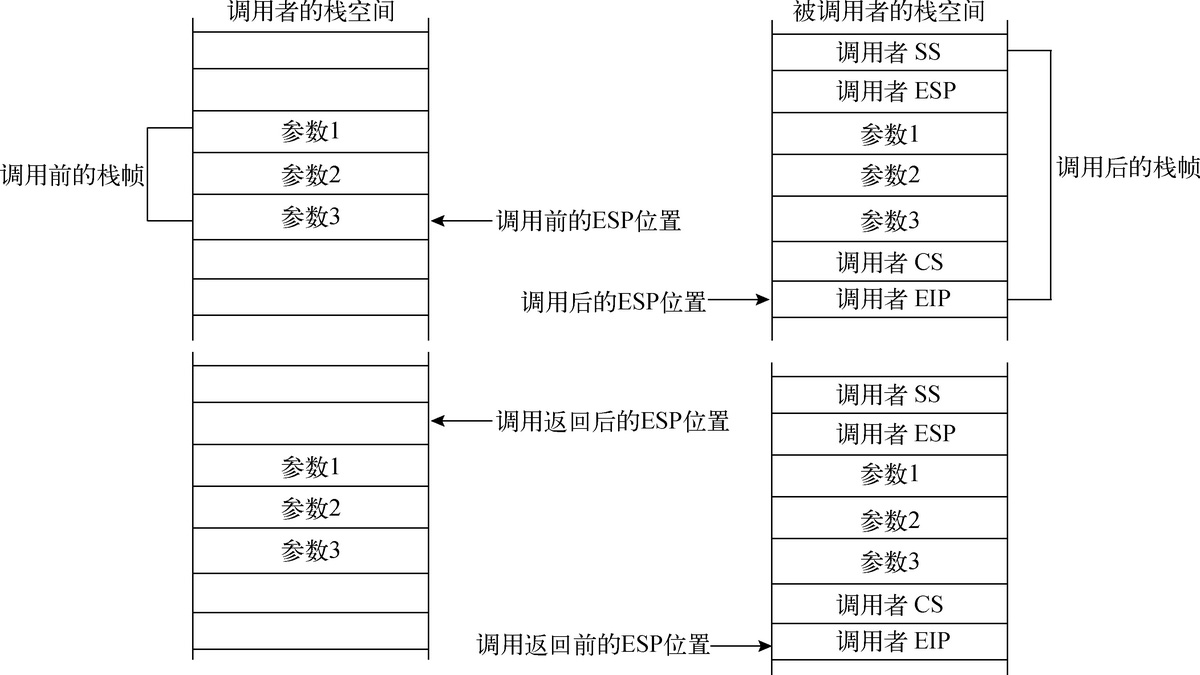 调用者的栈空间
被调用者的栈空间
调用者 SS
调用者 ESP
参数1
参数1
调用前的栈帧
参数2
参数2
调用后的栈帧
参数3
调用前的ESP位置
参数3
调用者 CS
调用后的ESP位置
调用者 EIP
调用者 SS
调用返回后的ESP位置
调用者 ESP
参数1
参数1
参数2
参数2
参数3
参数3
调用者 CS
调用返回前的ESP位置
调用者 EIP